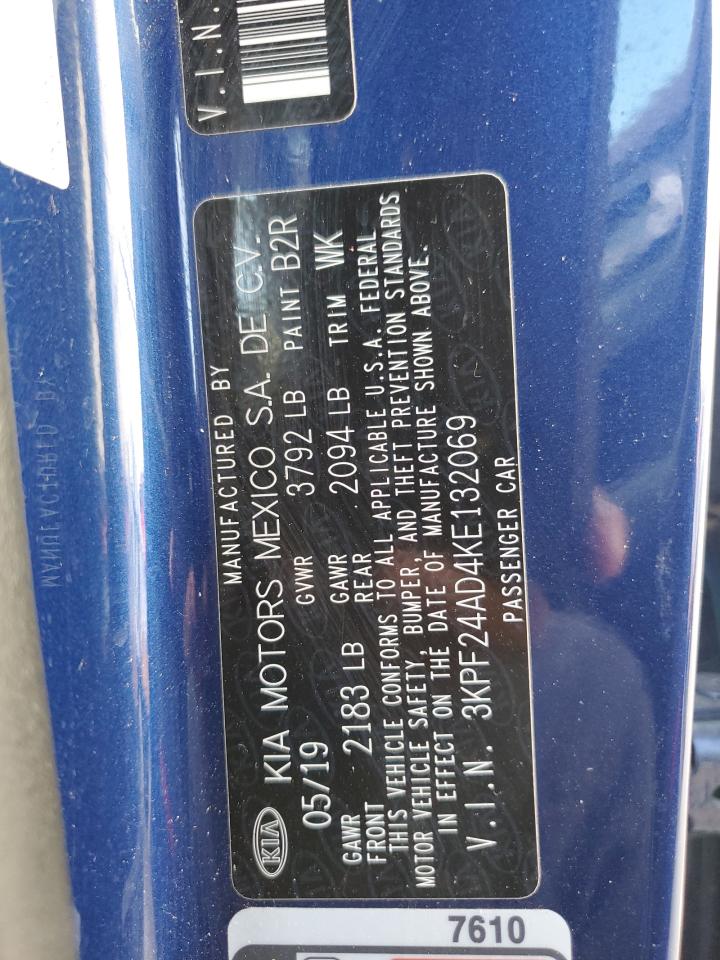 V.I.N.
MANUFACTURED BY
KIA KIA MOTORS MEXICO S.A. DE C.V.
05/19 GVWR 3792 LB PAINT B2R
GAWR FRONT 2183 LB GAWR REAR 2094 LB TRIM WK
THIS VEHICLE CONFORMS TO ALL APPLICABLE U.S.A. FEDERAL
MOTOR VEHICLE SAFETY, BUMPER, AND THEFT PREVENTION STANDARDS
IN EFFECT ON THE DATE OF MANUFACTURE SHOWN ABOVE.
V.I.N. 3KPF24AD4KE132069
PASSENGER CAR
7610